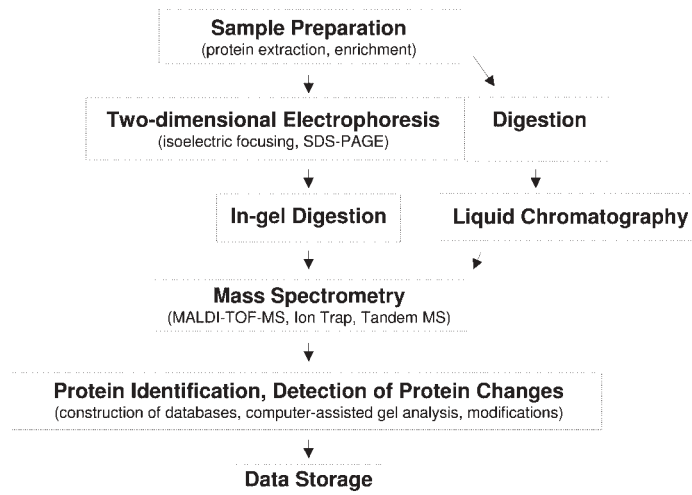 Sample Preparation
(protein extraction, enrichment)
Two-dimensional Electrophoresis
(isoelectric focusing, SDS-PAGE)
Digestion
In-gel Digestion
Liquid Chromatography
Mass Spectrometry
(MALDI-TOF-MS, Ion Trap, Tandem MS)
Protein Identification, Detection of Protein Changes
(construction of databases, computer-assisted gel analysis, modifications)
Data Storage